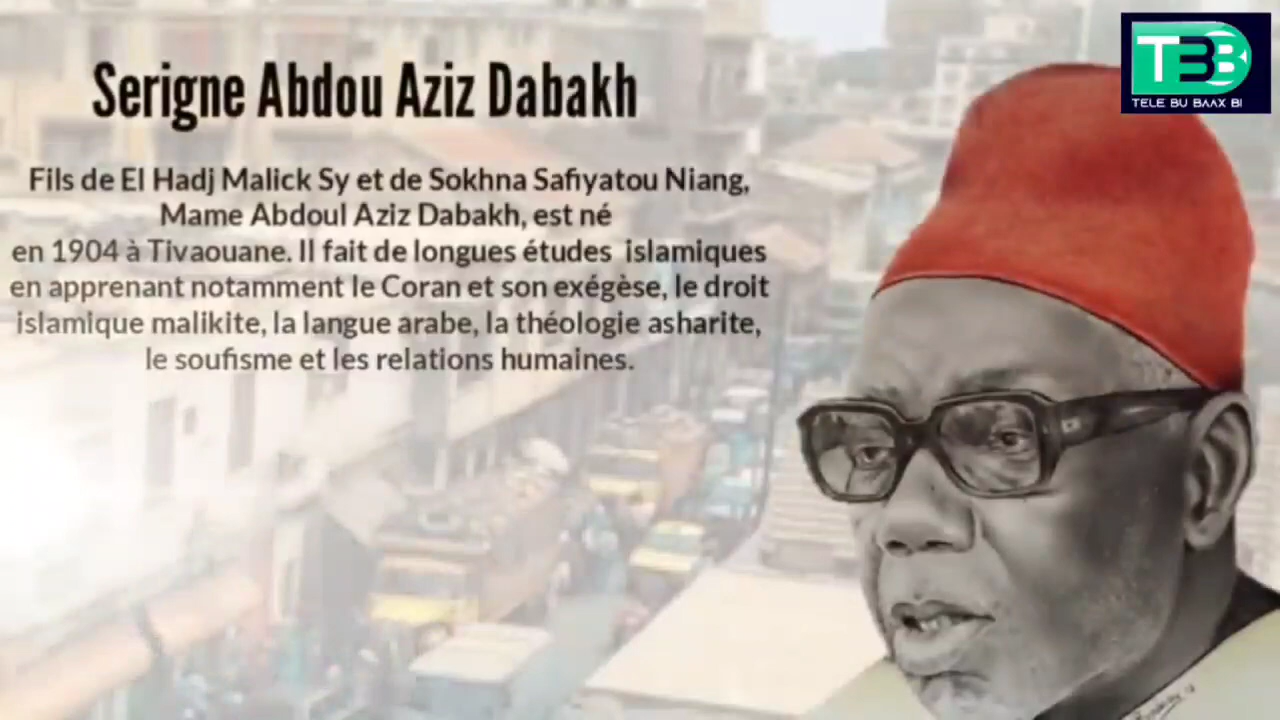 Serigne Abdou Aziz Dabakh
TBB
TELE BU BAAX BI
Fils de El Hadj Malick Sy et de Sokhna Safiyatou Niang,
Mame Abdoul Aziz Dabakh, est né
en 1904 à Tivaouane. Il fait de longues études islamiques
en apprenant notamment le Coran et son exégèse, le droit
islamique malikite, la langue arabe, la théologie asharite,
le soufisme et les relations humaines.